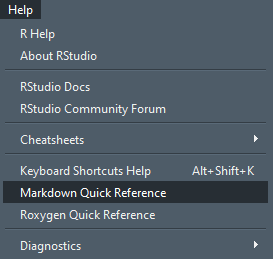 Help
R Help
About RStudio
RStudio Docs
RStudio Community Forum
Cheatsheets
Keyboard Shortcuts Help Alt+Shift+K
Markdown Quick Reference
Roxygen Quick Reference
Diagnostics